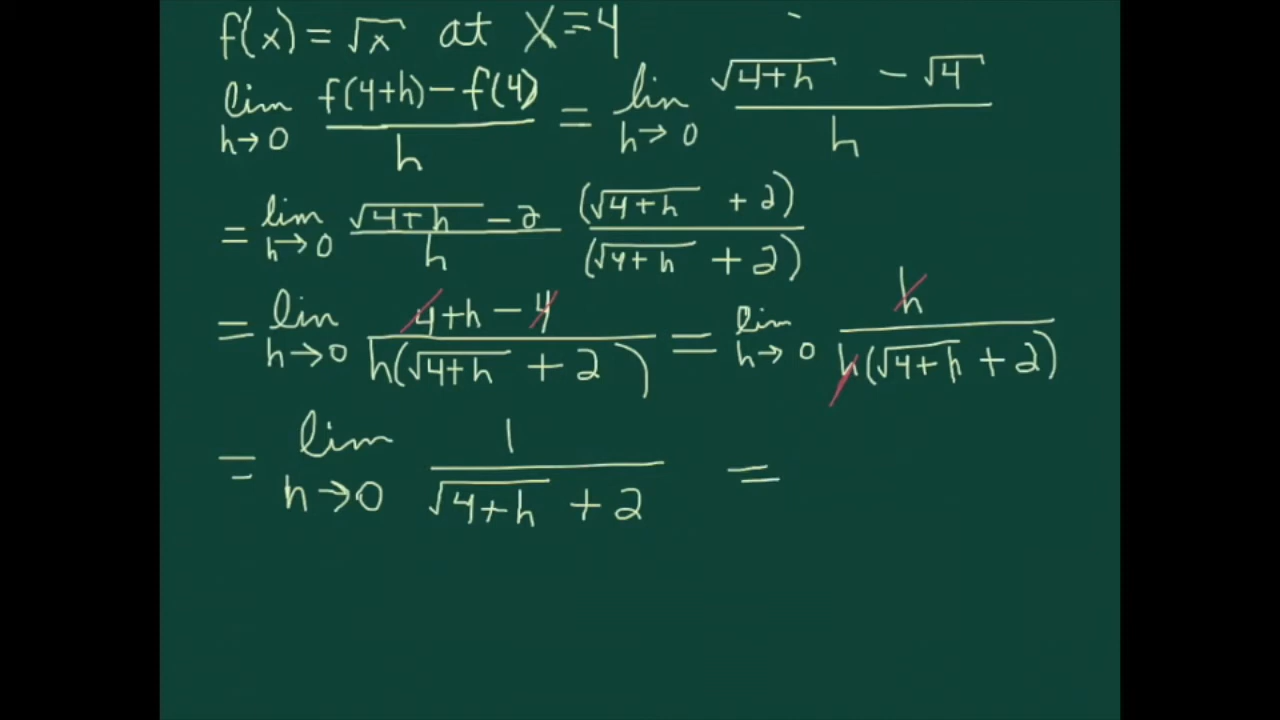 f(x) = √x at x=4
lim h→0 (f(4+h) − f(4))/h = lim h→0 (√(4+h) − √4)/h
= lim h→0 (√(4+h) − 2)/h (√(4+h) + 2)/(√(4+h) + 2)
= lim h→0 (4+h − 4)/(h(√(4+h) + 2)) = lim h→0 h/(h(√(4+h) + 2))
= lim h→0 1/(√(4+h) + 2) =